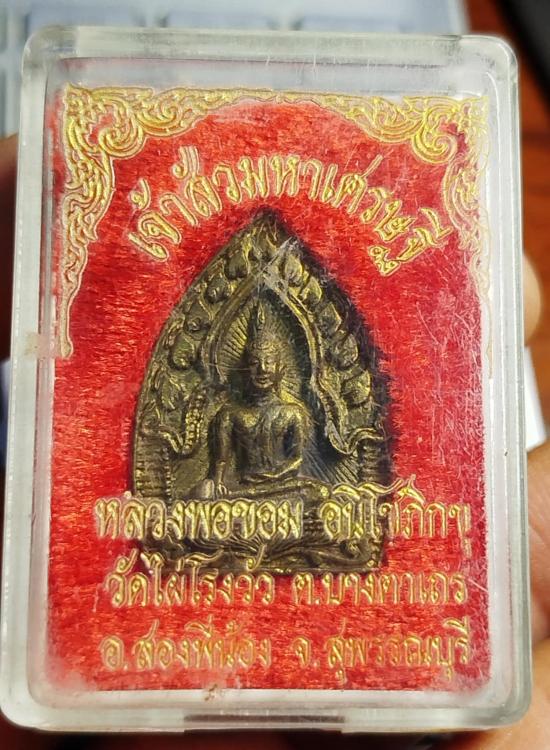 เจ้าสัวมหาเศรษฐี
หลวงพ่อขอม อนิโชภิกขุ
วัดไผ่โรงวัว ต.บางตาเถร
อ.สองพี่น้อง จ.สุพรรณบุรี